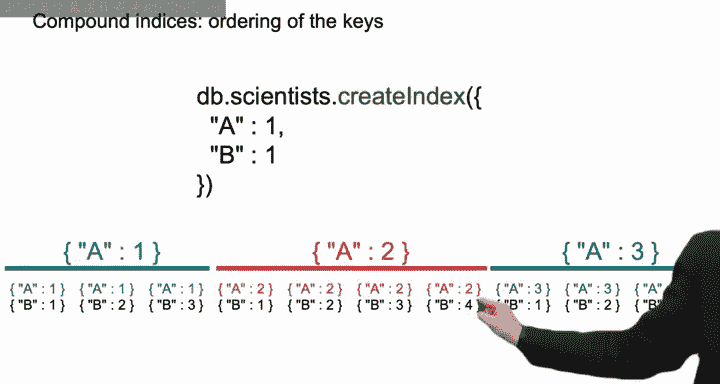 Compound indices: ordering of the keys
db.scientists.createIndex({
"A" : 1,
"B" : 1
})
{ "A" : 1 } { "A" : 2 } { "A" : 3 }
{ "A" : 1 } { "A" : 1 } { "A" : 1 } { "A" : 2 } { "A" : 2 } { "A" : 2 } { "A" : 2 } { "A" : 3 } { "A" : 3 } { "A"
{ "B" : 1 } { "B" : 2 } { "B" : 3 } { "B" : 1 } { "B" : 2 } { "B" : 3 } { "B" : 4 "B" : 1 } { "B" : 2 } { "B"